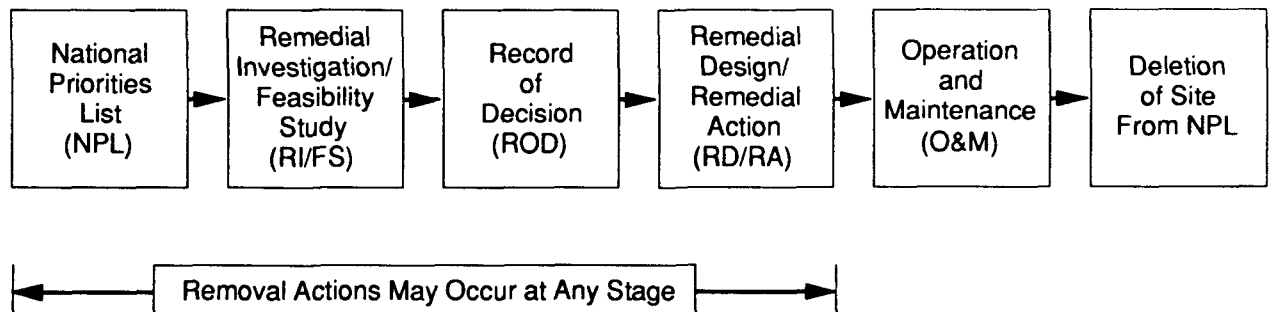 National
Priorities
List
(NPL)
Remedial
Investigation/
Feasibility
Study
(RI/FS)
Record
of
Decision
(ROD)
Remedial
Design/
Remedial
Action
(RD/RA)
Operation
and
Maintenance
(O&M)
Deletion
of Site
From NPL
Removal Actions May Occur at Any Stage